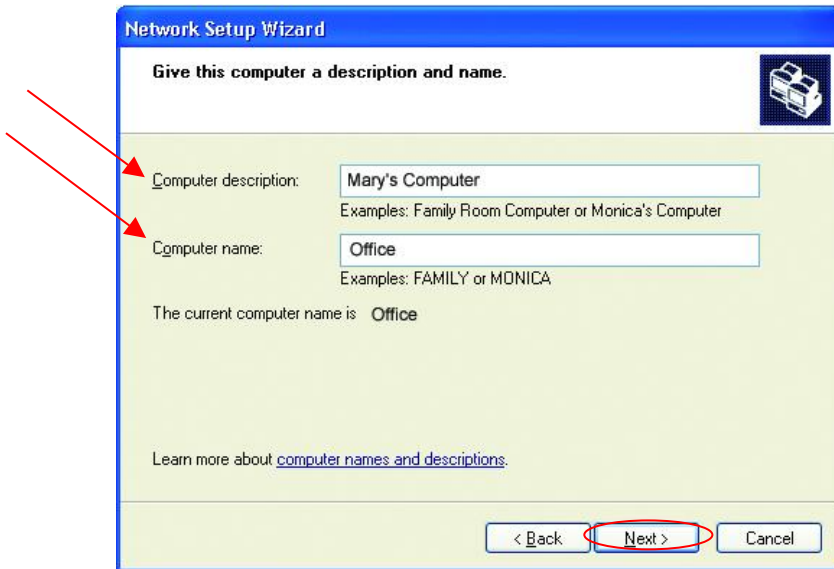 Network Setup Wizard
Give this computer a description and name.
Computer description: Mary's Computer
Examples: Family Room Computer or Monica's Computer
Computer name: Office
Examples: FAMILY or MONICA
The current computer name is Office
Learn more about computer names and descriptions.
< Back Next > Cancel